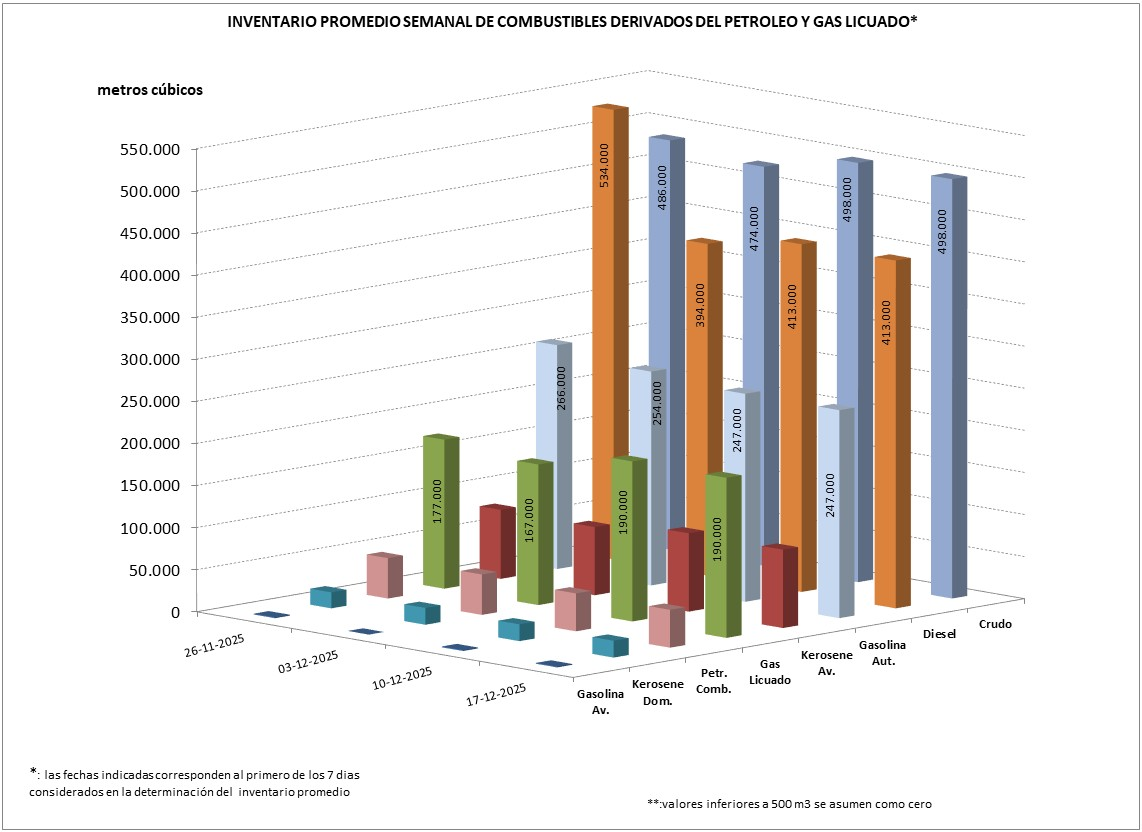 INVENTARIO PROMEDIO SEMANAL DE COMBUSTIBLES DERIVADOS DEL PETROLEO Y GAS LICUADO*
metros cúbicos
550.000
500.000
450.000
400.000
350.000
300.000
250.000
200.000
150.000
100.000
50.000
0
534.000
486.000
474.000
498.000
498.000
394.000
413.000
413.000
266.000
254.000
247.000
247.000
177.000
167.000
190.000
190.000
26-11-2025
03-12-2025
10-12-2025
17-12-2025
Gasolina
Av.
Kerosene
Dom.
Petr.
Comb.
Gas
Licuado
Kerosene
Av.
Gasolina
Aut.
Diesel
Crudo
*: las fechas indicadas corresponden al primero de los 7 dias
considerados en la determinación del inventario promedio
**:valores inferiores a 500 m3 se asumen como cero